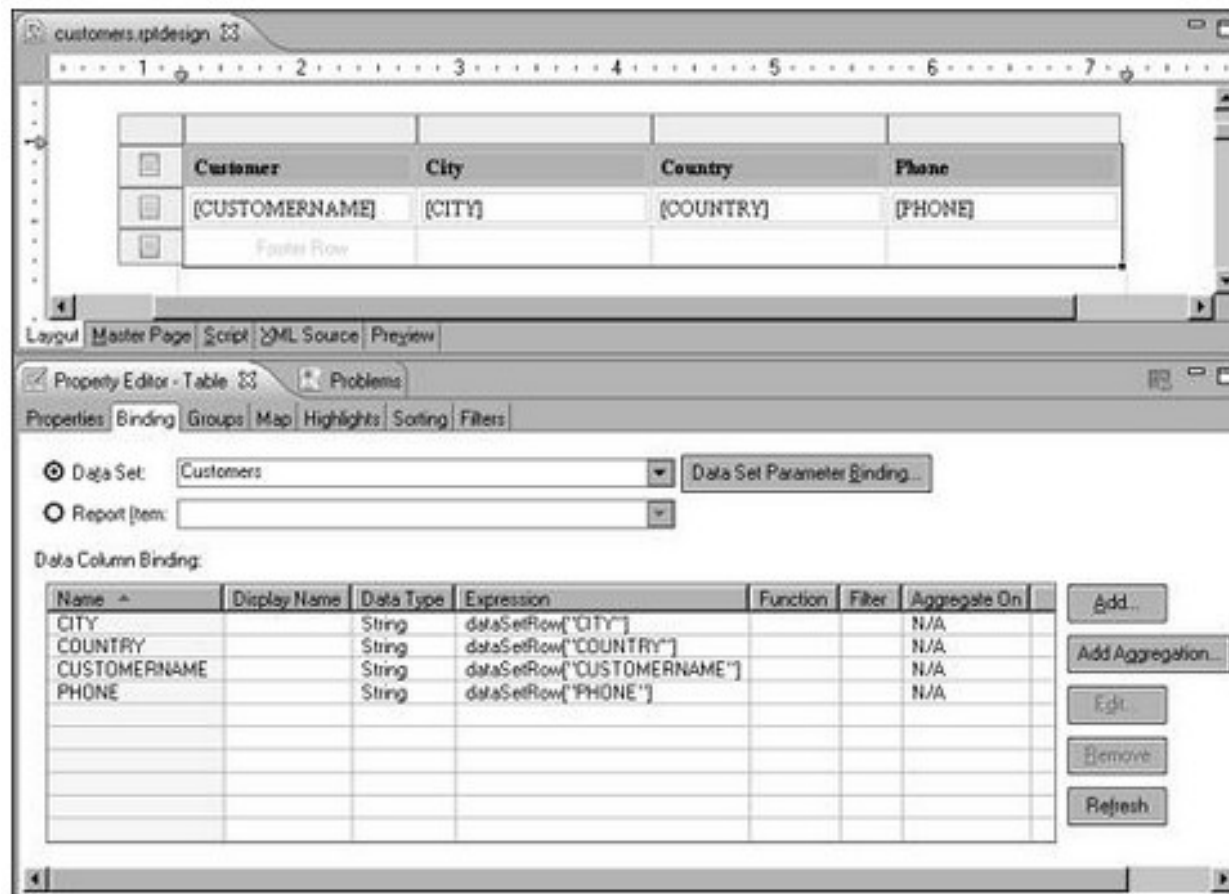 customers.rptdesign
1 2 3 4 5 6 7
Customer City Country Phone
[CUSTOMERNAME] [CITY] [COUNTRY] [PHONE]
Footer Row
Layout Master Page Script XML Source Preview
Property Editor - Table Problems
Properties Binding Groups Map Highlights Sorting Filters
Data Set: Customers Data Set Parameter Binding...
Report Item:
Data Column Binding:
Name Display Name Data Type Expression Function Filter Aggregate On
CITY String dataSetRow["CITY"] N/A
COUNTRY String dataSetRow["COUNTRY"] N/A
CUSTOMERNAME String dataSetRow["CUSTOMERNAME"] N/A
PHONE String dataSetRow["PHONE"] N/A
Add...
Add Aggregation...
Edit...
Remove
Refresh